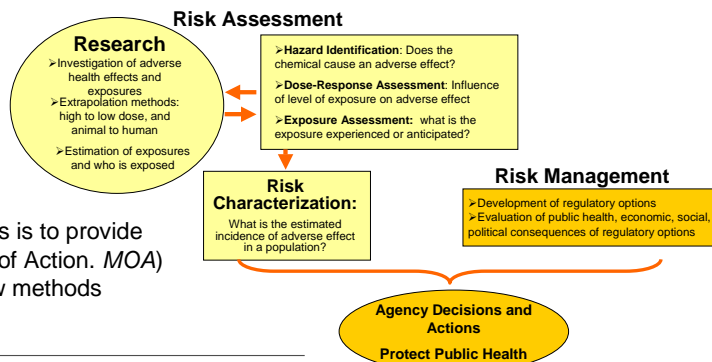 Risk Assessment
Research
➢Investigation of adverse
health effects and
exposures
➢Extrapolation methods:
high to low dose, and
animal to human
➢Estimation of exposures
and who is exposed
➢Hazard Identification: Does the
chemical cause an adverse effect?
➢Dose-Response Assessment: Influence
of level of exposure on adverse effect
➢Exposure Assessment: what is the
exposure experienced or anticipated?
Risk
Characterization:
What is the estimated
incidence of adverse effect
in a population?
Risk Management
➢Development of regulatory options
➢Evaluation of public health, economic, social,
political consequences of regulatory options
s is to provide
of Action. MOA)
w methods
Agency Decisions and
Actions
Protect Public Health